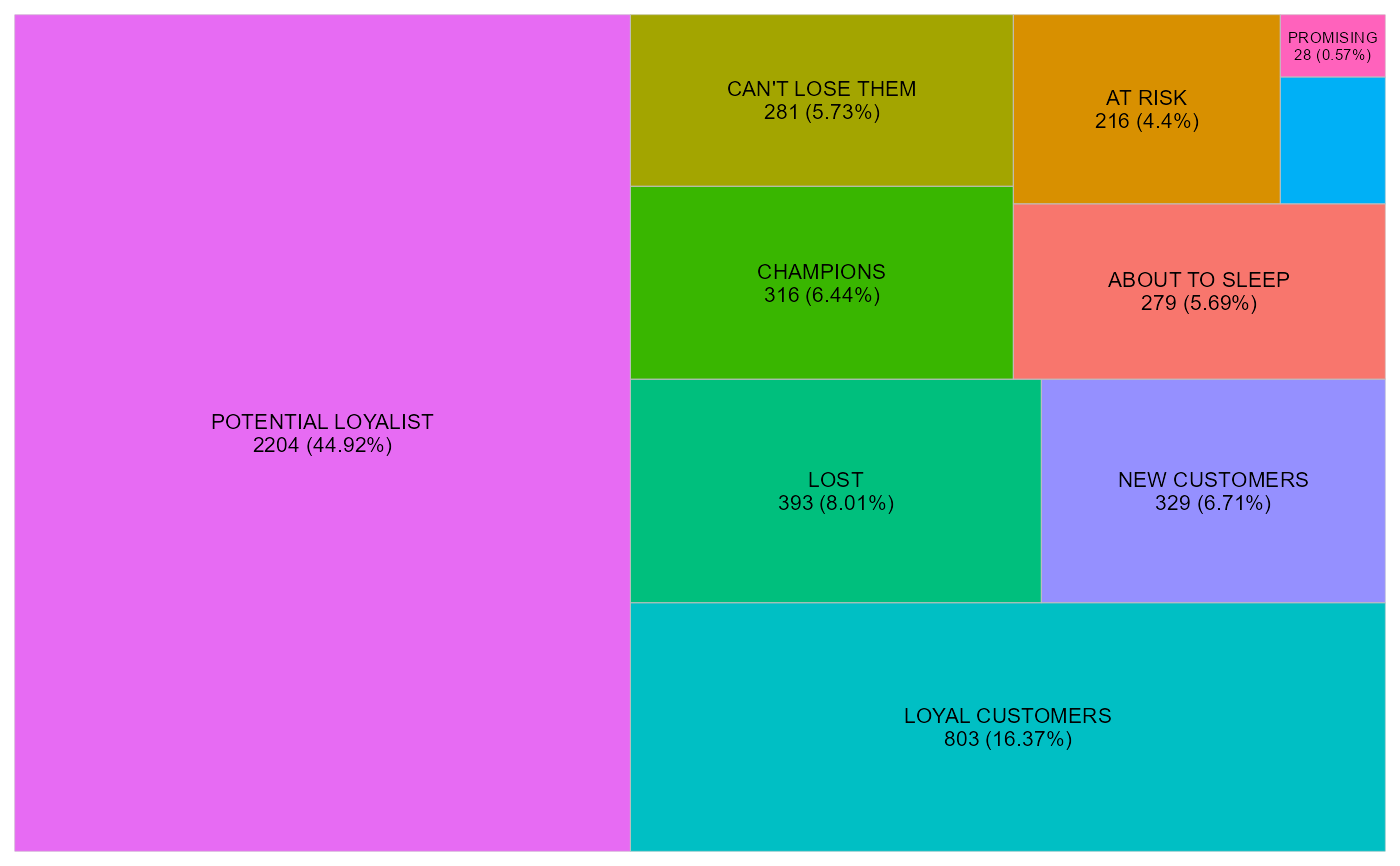 POTENTIAL LOYALIST
2204 (44.92%)
CAN'T LOSE THEM
281 (5.73%)
AT RISK
216 (4.4%)
PROMISING
28 (0.57%)
CHAMPIONS
316 (6.44%)
ABOUT TO SLEEP
279 (5.69%)
LOST
393 (8.01%)
NEW CUSTOMERS
329 (6.71%)
LOYAL CUSTOMERS
803 (16.37%)